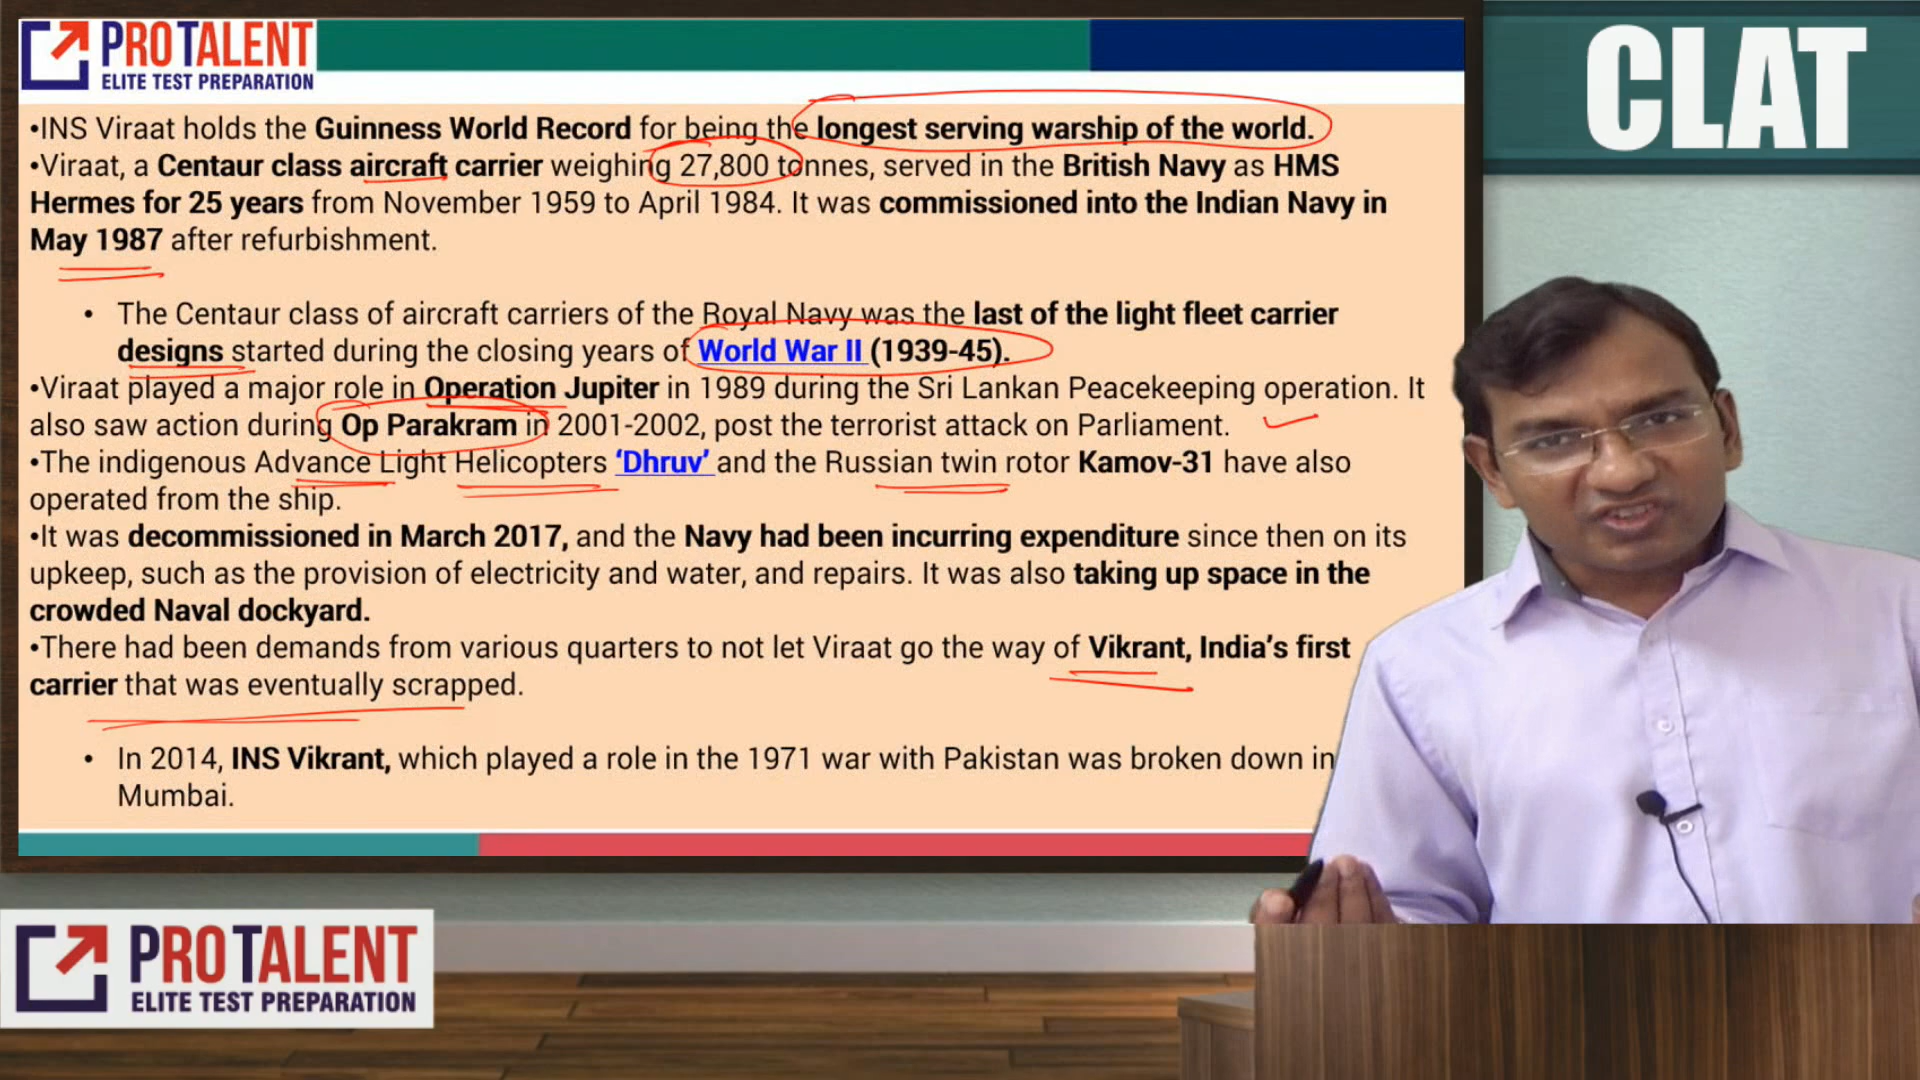 PROTALENT
ELITE TEST PREPARATION
CLAT
•INS Viraat holds the Guinness World Record for being the longest serving warship of the world.
•Viraat, a Centaur class aircraft carrier weighing 27,800 tonnes, served in the British Navy as HMS
Hermes for 25 years from November 1959 to April 1984. It was commissioned into the Indian Navy in
May 1987 after refurbishment.
• The Centaur class of aircraft carriers of the Royal Navy was the last of the light fleet carrier
designs started during the closing years of World War II (1939-45).
•Viraat played a major role in Operation Jupiter in 1989 during the Sri Lankan Peacekeeping operation. It
also saw action during Op Parakram in 2001-2002, post the terrorist attack on Parliament.
•The indigenous Advance Light Helicopters ‘Dhruv’ and the Russian twin rotor Kamov-31 have also
operated from the ship.
•It was decommissioned in March 2017, and the Navy had been incurring expenditure since then on its
upkeep, such as the provision of electricity and water, and repairs. It was also taking up space in the
crowded Naval dockyard.
•There had been demands from various quarters to not let Viraat go the way of Vikrant, India’s first
carrier that was eventually scrapped.
• In 2014, INS Vikrant, which played a role in the 1971 war with Pakistan was broken down in
Mumbai.
PROTALENT
ELITE TEST PREPARATION